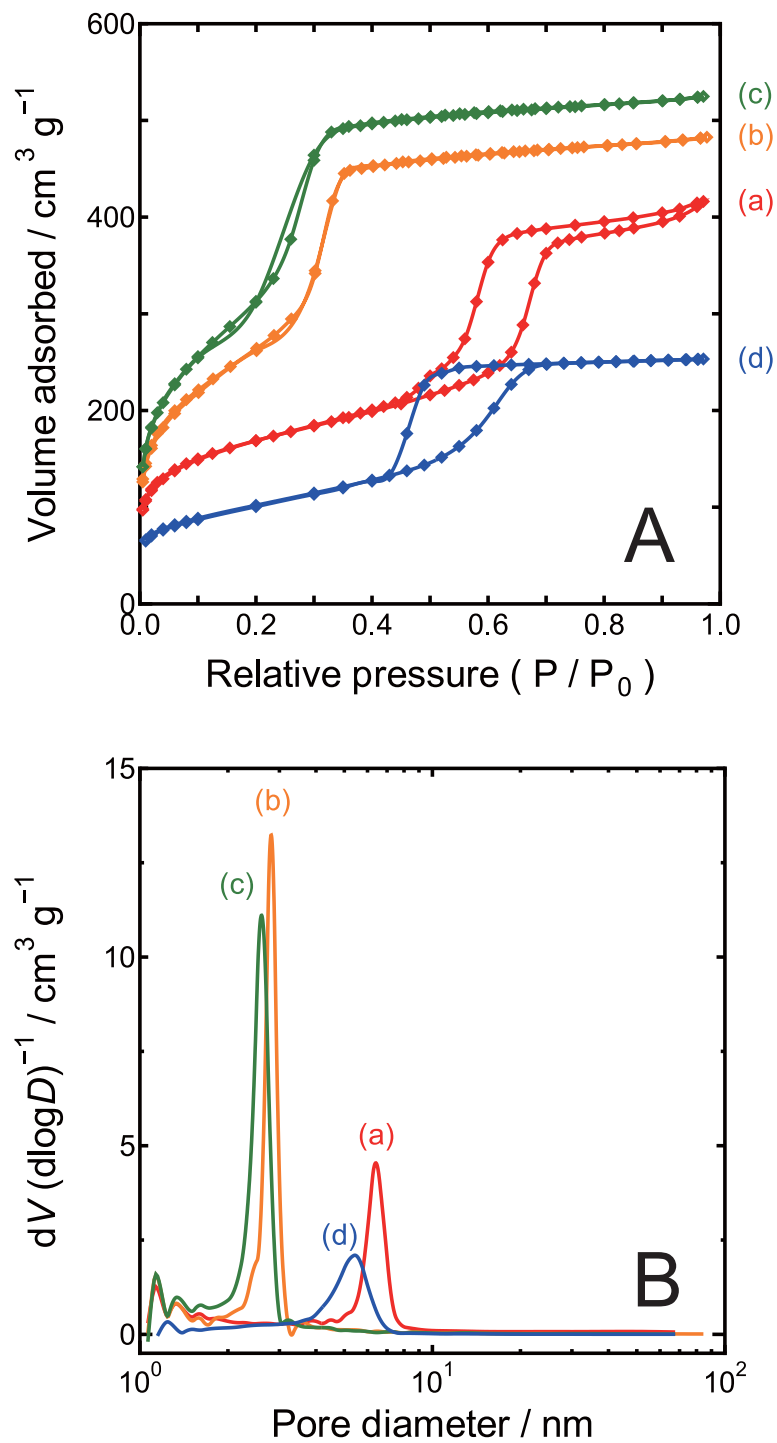 600
400
200
0
Volume adsorbed / cm³ g⁻¹
(c)
(b)
(a)
(d)
A
0.0 0.2 0.4 0.6 0.8 1.0
Relative pressure ( P / P₀ )
15
10
5
0
dV (dlogD)⁻¹ / cm³ g⁻¹
(b)
(c)
(a)
(d)
B
10⁰ 10¹ 10²
Pore diameter / nm